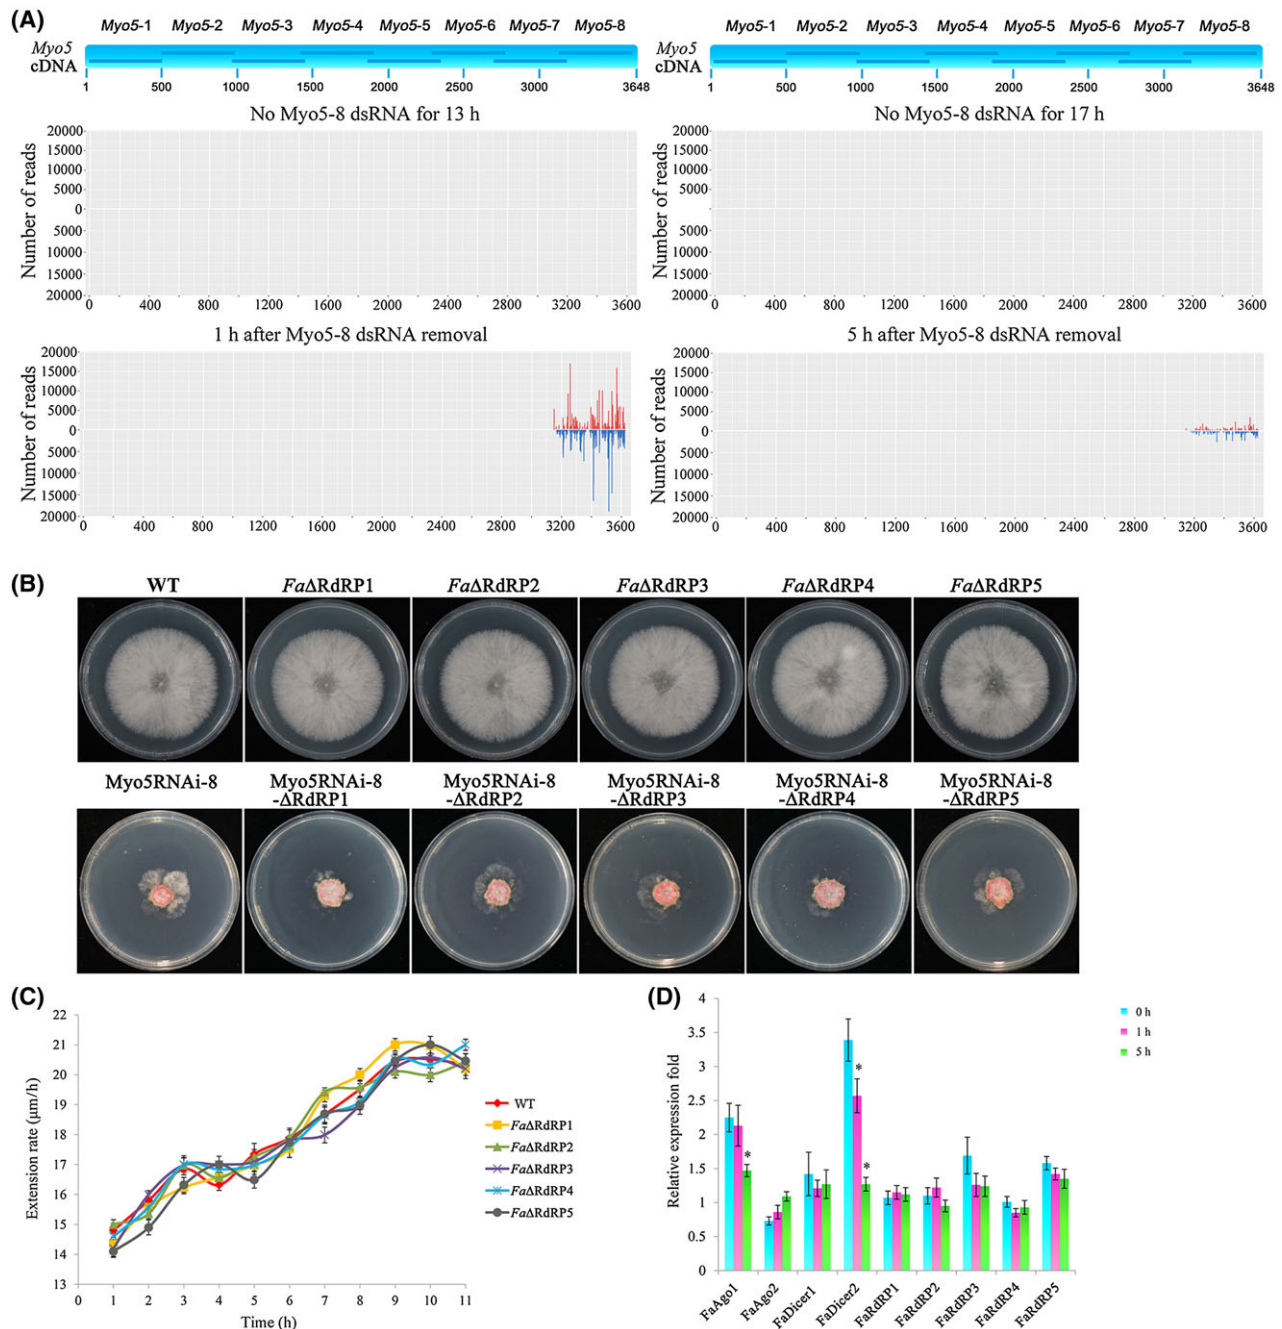 (A)
Myo5-1 Myo5-2 Myo5-3 Myo5-4 Myo5-5 Myo5-6 Myo5-7 Myo5-8
Myo5
cDNA
1 500 1000 1500 2000 2500 3000 3648
No Myo5-8 dsRNA for 13 h
Number of reads
20000
15000
10000
5000
0
5000
10000
15000
20000
0 400 800 1200 1600 2000 2400 2800 3200 3600
1 h after Myo5-8 dsRNA removal
Number of reads
20000
15000
10000
5000
0
5000
10000
15000
20000
0 400 800 1200 1600 2000 2400 2800 3200 3600
Myo5-1 Myo5-2 Myo5-3 Myo5-4 Myo5-5 Myo5-6 Myo5-7 Myo5-8
Myo5
cDNA
1 500 1000 1500 2000 2500 3000 3648
No Myo5-8 dsRNA for 17 h
Number of reads
20000
15000
10000
5000
0
5000
10000
15000
20000
0 400 800 1200 1600 2000 2400 2800 3200 3600
5 h after Myo5-8 dsRNA removal
Number of reads
20000
15000
10000
5000
0
5000
10000
15000
20000
0 400 800 1200 1600 2000 2400 2800 3200 3600
(B)
WT FaΔRdRP1 FaΔRdRP2 FaΔRdRP3 FaΔRdRP4 FaΔRdRP5
Myo5RNAi-8 Myo5RNAi-8 Myo5RNAi-8 Myo5RNAi-8 Myo5RNAi-8 Myo5RNAi-8
-ΔRdRP1 -ΔRdRP2 -ΔRdRP3 -ΔRdRP4 -ΔRdRP5
(C)
Extension rate (μm/h)
22
21
20
19
18
17
16
15
14
13
0 1 2 3 4 5 6 7 8 9 10 11
Time (h)
WT
FaΔRdRP1
FaΔRdRP2
FaΔRdRP3
FaΔRdRP4
FaΔRdRP5
(D)
Relative expression fold
4
3.5
3
2.5
2
1.5
1
0.5
0
*
*
*
FaAgo1 FaAgo2 FaDicer1 FaDicer2 FaRdRP1 FaRdRP2 FaRdRP3 FaRdRP4 FaRdRP5
0 h
1 h
5 h